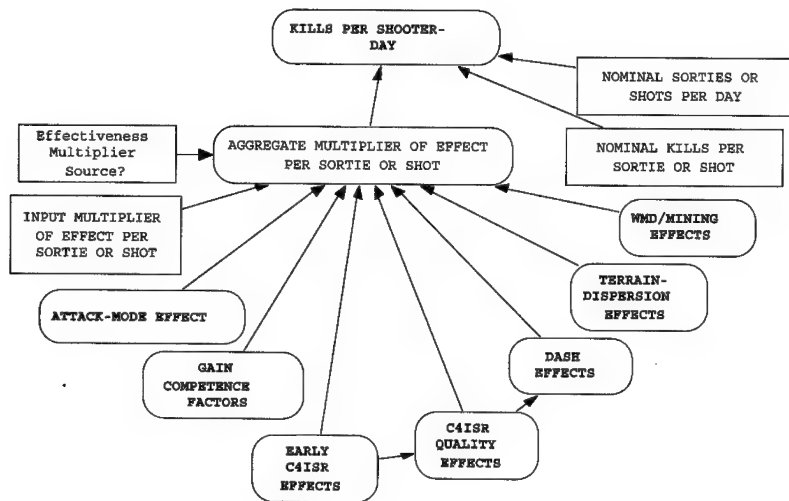 KILLS PER SHOOTER-
DAY
NOMINAL SORTIES OR
SHOTS PER DAY
Effectiveness
Multiplier
Source?
AGGREGATE MULTIPLIER OF EFFECT
PER SORTIE OR SHOT
NOMINAL KILLS PER
SORTIE OR SHOT
INPUT MULTIPLIER
OF EFFECT PER
SORTIE OR SHOT
WMD/MINING
EFFECTS
TERRAIN-
DISPERSION
EFFECTS
ATTACK-MODE EFFECT
GAIN
COMPETENCE
FACTORS
DASH
EFFECTS
EARLY
C4ISR
EFFECTS
C4ISR
QUALITY
EFFECTS